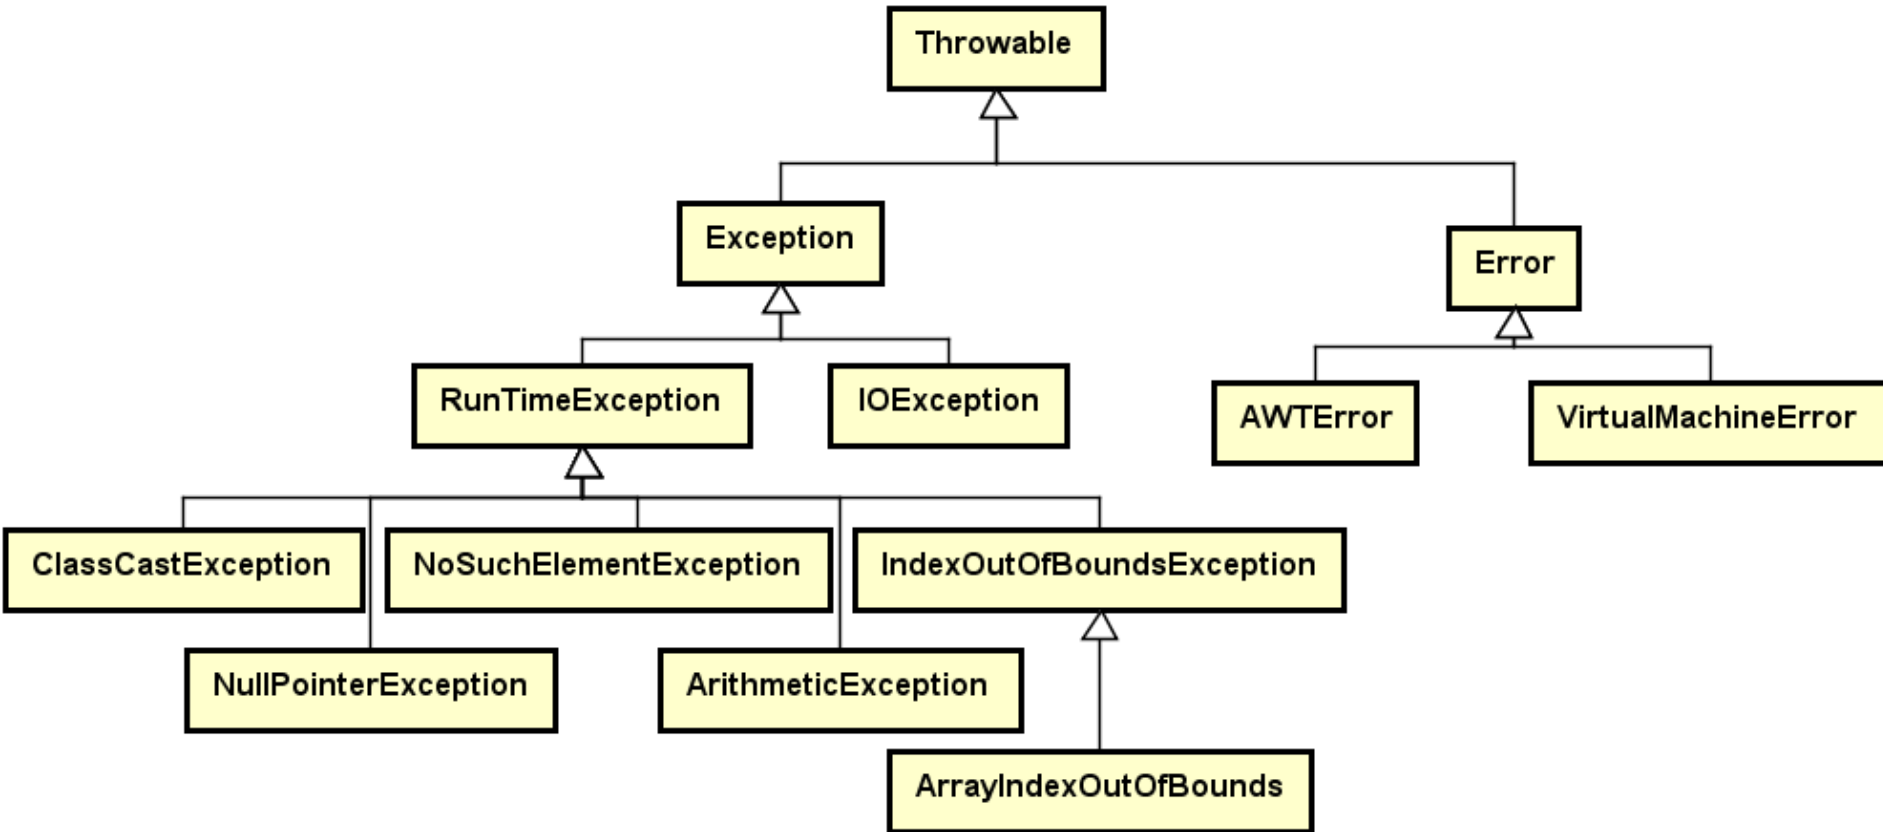 Throwable
Exception
Error
RunTimeException
IOException
AWTError
VirtualMachineError
ClassCastException
NoSuchElementException
IndexOutOfBoundsException
NullPointerException
ArithmeticException
ArrayIndexOutOfBounds